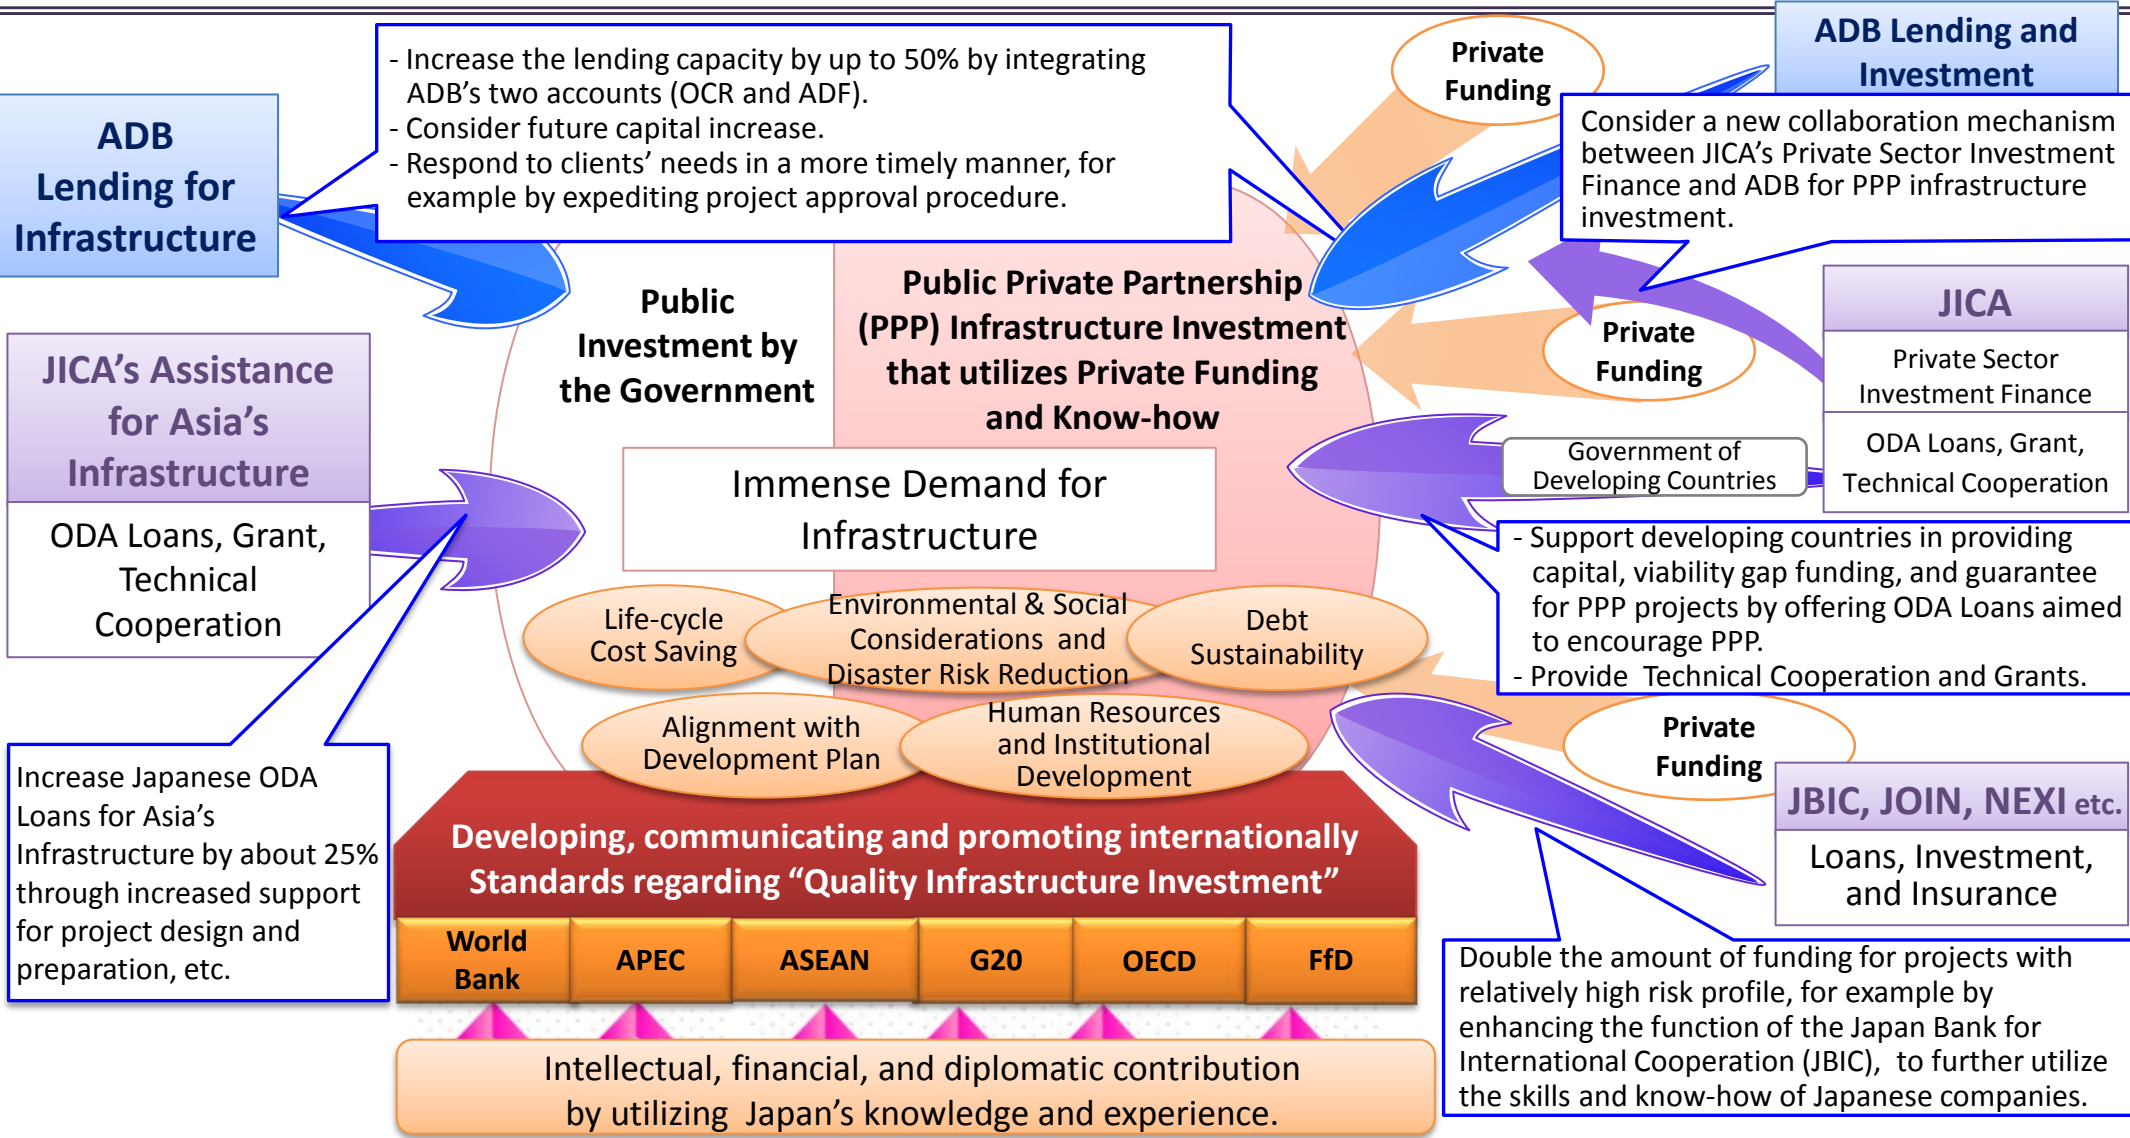 - Increase the lending capacity by up to 50% by integrating
ADB's two accounts (OCR and ADF).
- Consider future capital increase.
- Respond to clients' needs in a more timely manner, for
example by expediting project approval procedure.
Private
Funding
ADB Lending and
Investment
ADB
Lending for
Infrastructure
Consider a new collaboration mechanism
between JICA's Private Sector Investment
Finance and ADB for PPP infrastructure
investment.
Public
Investment by
the Government
Public Private Partnership
(PPP) Infrastructure Investment
that utilizes Private Funding
and Know-how
Private
Funding
JICA
Private Sector
Investment Finance
ODA Loans, Grant,
Technical Cooperation
Government of
Developing Countries
JICA's Assistance
for Asia's
Infrastructure
ODA Loans, Grant,
Technical
Cooperation
Immense Demand for
Infrastructure
- Support developing countries in providing
capital, viability gap funding, and guarantee
for PPP projects by offering ODA Loans aimed
to encourage PPP.
- Provide Technical Cooperation and Grants.
Life-cycle
Cost Saving
Environmental & Social
Considerations and
Disaster Risk Reduction
Debt
Sustainability
Alignment with
Development Plan
Human Resources
and Institutional
Development
Private
Funding
JBIC, JOIN, NEXI etc.
Loans, Investment,
and Insurance
Increase Japanese ODA
Loans for Asia's
Infrastructure by about 25%
through increased support
for project design and
preparation, etc.
Developing, communicating and promoting internationally
Standards regarding “Quality Infrastructure Investment”
World
Bank
APEC
ASEAN
G20
OECD
FfD
Double the amount of funding for projects with
relatively high risk profile, for example by
enhancing the function of the Japan Bank for
International Cooperation (JBIC), to further utilize
the skills and know-how of Japanese companies.
Intellectual, financial, and diplomatic contribution
by utilizing Japan's knowledge and experience.